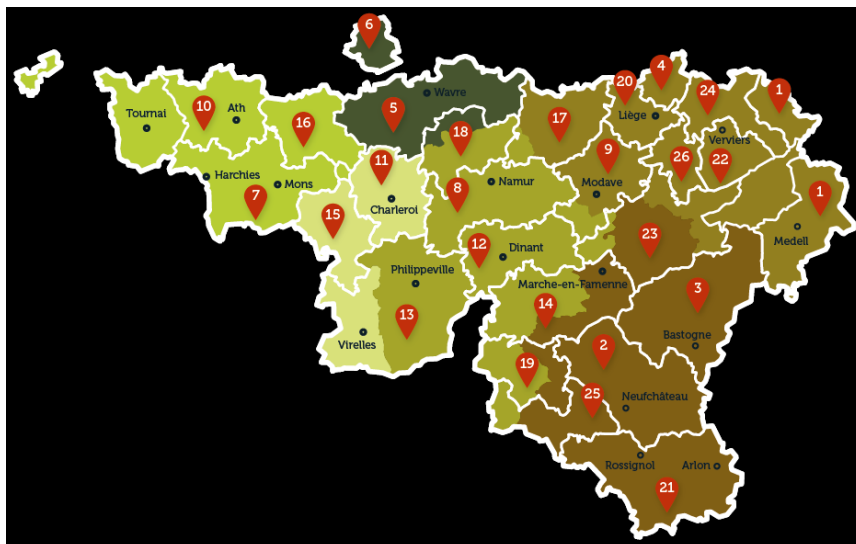 6
4
20
24
1
Wavre
5
10
Ath
Tournai
16
17
Liège
18
Verviers
11
9
26
22
Harchies
Mons
7
8
Namur
Modave
1
Charleroi
15
Medell
23
12
Dinant
Philippeville
Marche-en-Famenne
3
14
13
Virelles
Bastogne
2
19
25
Neufchâteau
Rossignol
Arlon
21